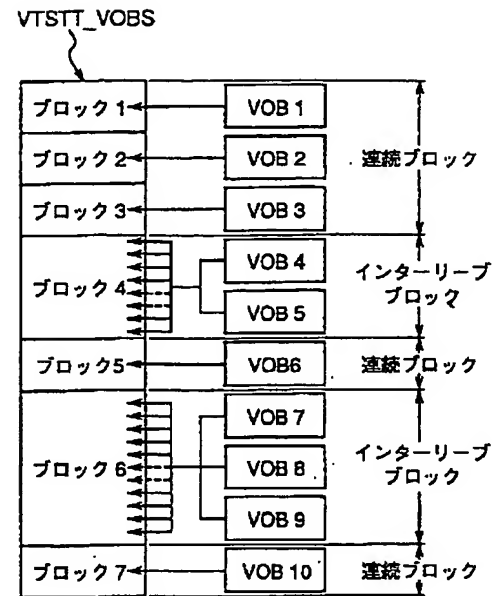 VTSTT_VOBS
ブロック 1
VOB 1
ブロック 2
VOB 2
連続ブロック
ブロック 3
VOB 3
ブロック 4
VOB 4
VOB 5
インターリーブ
ブロック
ブロック5
VOB6
連続ブロック
ブロック 6
VOB 7
VOB 8
VOB 9
インターリーブ
ブロック
ブロック 7
VOB 10
連続ブロック